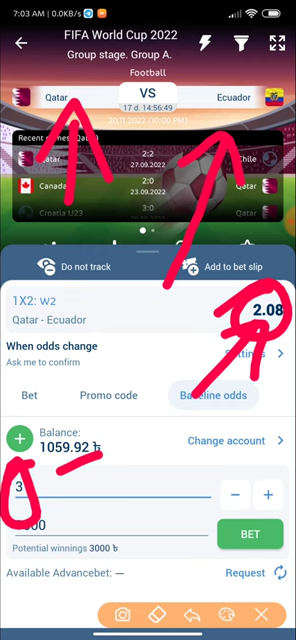 7:03 AM | 0.0KB/s
FIFA World Cup 2022
Group stage. Group A.
Football
Qatar VS Ecuador
17 d. 14:56:49
20.11.2022 (10:00 PM)
Qatar 2:2 Chile
27.09.2022
Canada 2:0 Qatar
23.09.2022
Croatia U23 3:0 Qatar
Do not track Add to bet slip
1X2: W2 2.08
Qatar - Ecuador
When odds change
Ask me to confirm Settings
Bet Promo code Baseline odds
Balance:
1059.92 ৳ Change account
3
BET
Potential winnings 3000 ৳
Available Advancebet: — Request